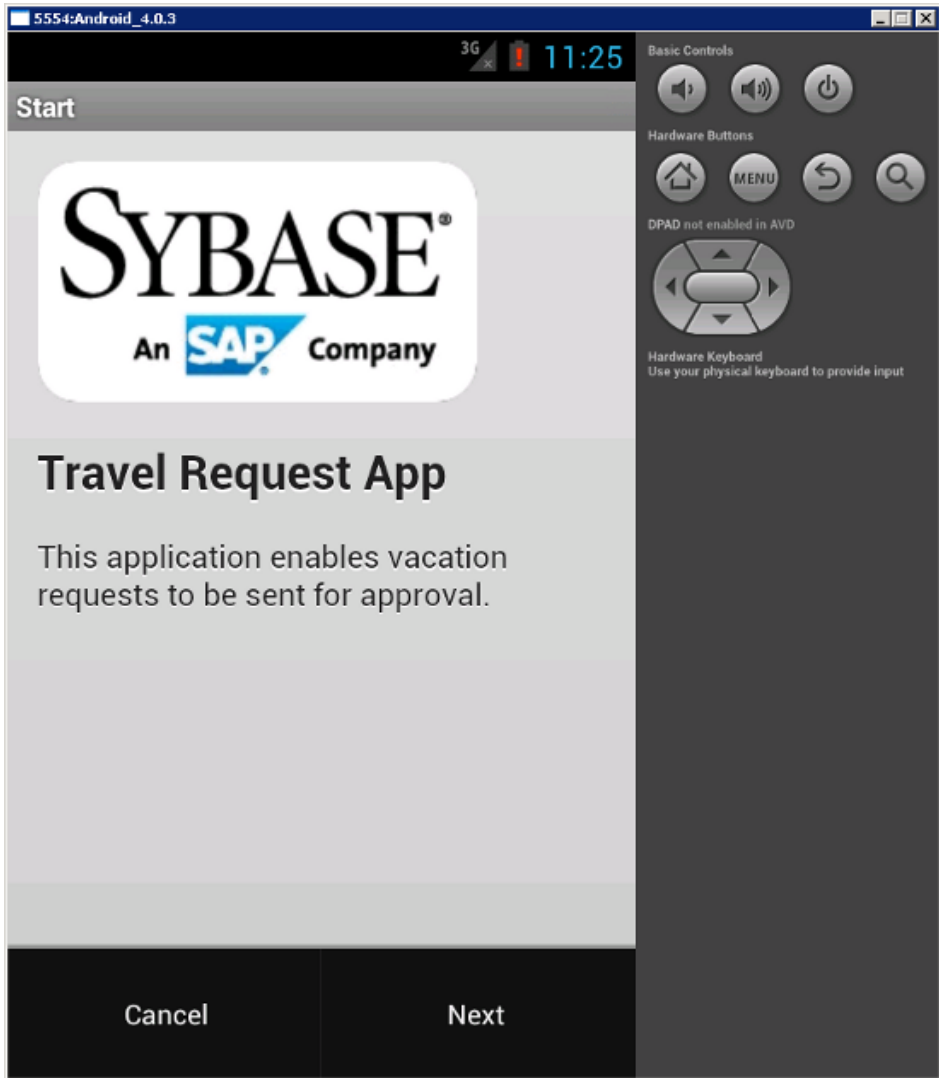 5554:Android_4.0.3
3G 11:25
Start
SYBASE®
An SAP® Company
Travel Request App
This application enables vacation
requests to be sent for approval.
Cancel
Next
Basic Controls
Hardware Buttons
MENU
DPAD not enabled in AVD
Hardware Keyboard
Use your physical keyboard to provide input